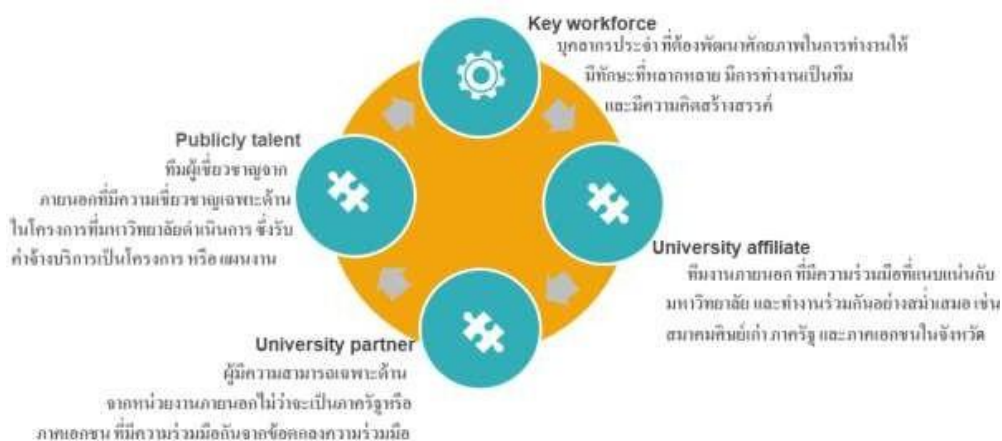 Key workforce
บุคลากรประจำ ที่ต้องพัฒนาศักยภาพในการทำงานให้
มีทักษะที่หลากหลาย มีการทำงานเป็นทีม
และมีความคิดสร้างสรรค์
Publicly talent
ทีมผู้เชี่ยวชาญจาก
ภายนอกที่มีความเชี่ยวชาญเฉพาะด้าน
ในโครงการที่มหาวิทยาลัยดำเนินการ ซึ่งรับ
ค่าจ้างบริการเป็นโครงการ หรือ แผนงาน
University affiliate
ทีมงานภายนอก ที่มีความร่วมมือที่แนบแน่นกับ
มหาวิทยาลัย และทำงานร่วมกันอย่างสม่ำเสมอ เช่น
สมาคมศิษย์เก่า ภาครัฐ และภาคเอกชนในจังหวัด
University partner
ผู้มีความสามารถเฉพาะด้าน
จากหน่วยงานภายนอกไม่ว่าจะเป็นภาครัฐหรือ
ภาคเอกชน ที่มีความร่วมมือกันจากข้อตกลงความร่วมมือ